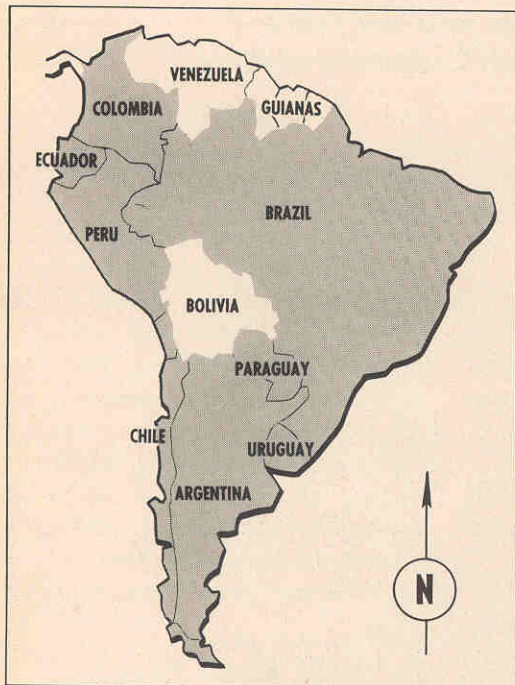 VENEZUELA
COLOMBIA
GUIANAS
ECUADOR
BRAZIL
PERU
BOLIVIA
PARAGUAY
CHILE
URUGUAY
ARGENTINA
N